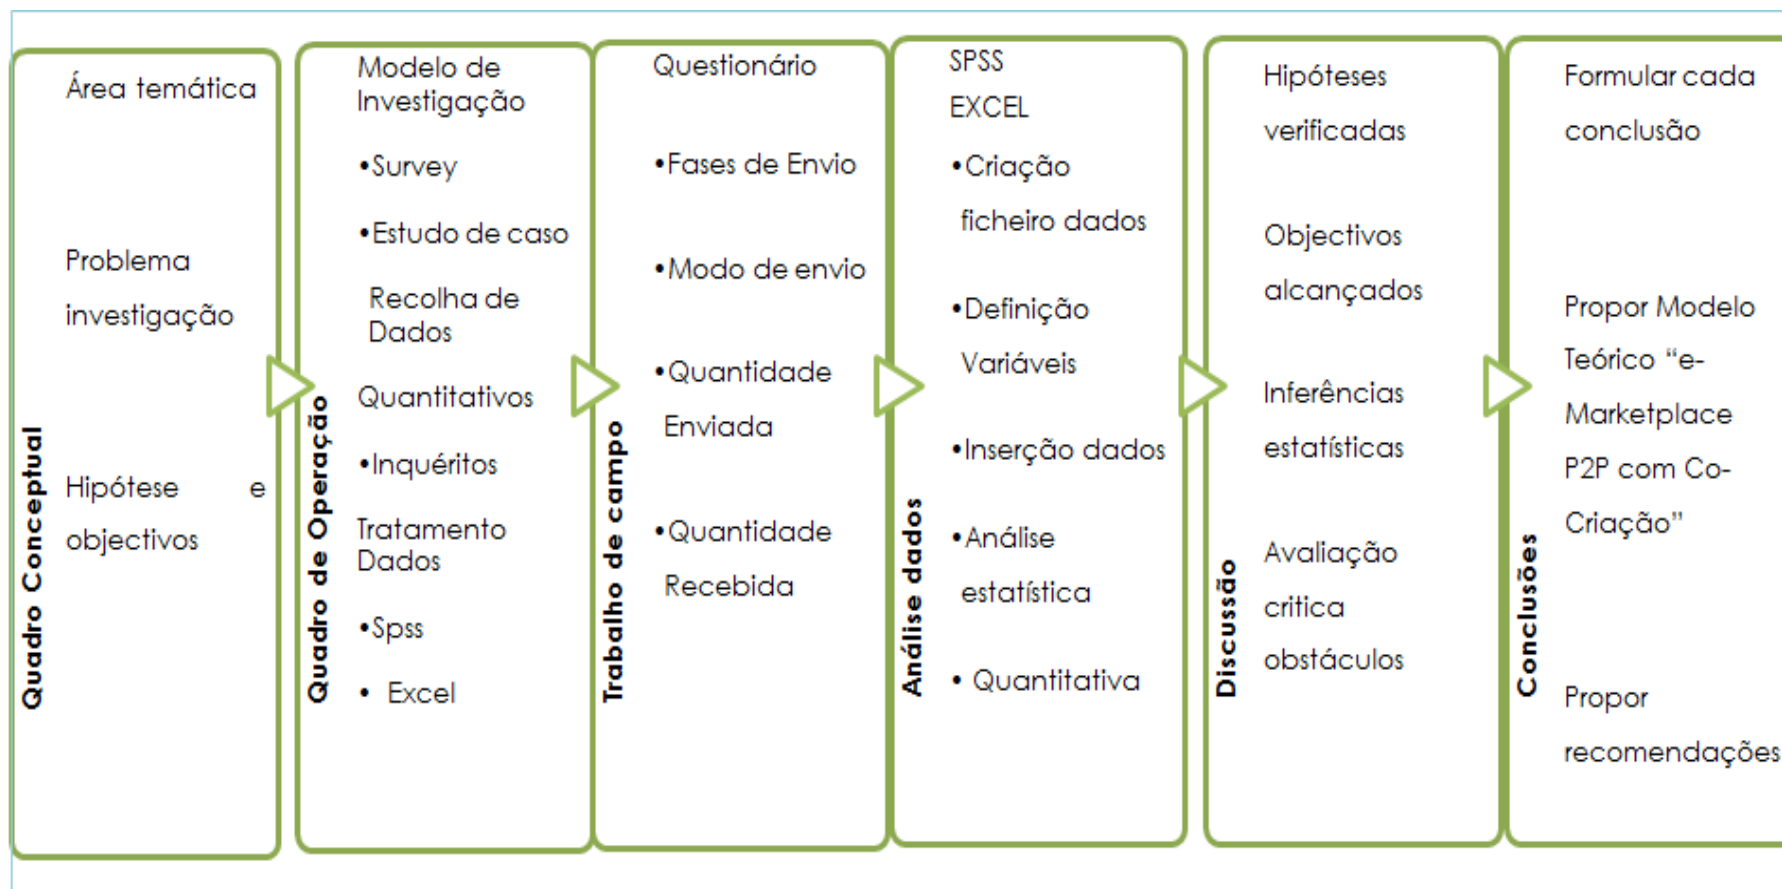 Quadro Conceptual
Área temática
Problema
investigação
Hipótese e
objectivos
Quadro de Operação
Modelo de
Investigação
•Survey
•Estudo de caso
Recolha de
Dados
Quantitativos
•Inquéritos
Tratamento
Dados
•Spss
• Excel
Trabalho de campo
Questionário
•Fases de Envio
•Modo de envio
•Quantidade
Enviada
•Quantidade
Recebida
Análise dados
SPSS
EXCEL
•Criação
ficheiro dados
•Definição
Variáveis
•Inserção dados
•Análise
estatística
• Quantitativa
Discussão
Hipóteses
verificadas
Objectivos
alcançados
Inferências
estatísticas
Avaliação
critica
obstáculos
Conclusões
Formular cada
conclusão
Propor Modelo
Teórico “e-
Marketplace
P2P com Co-
Criação”
Propor
recomendações